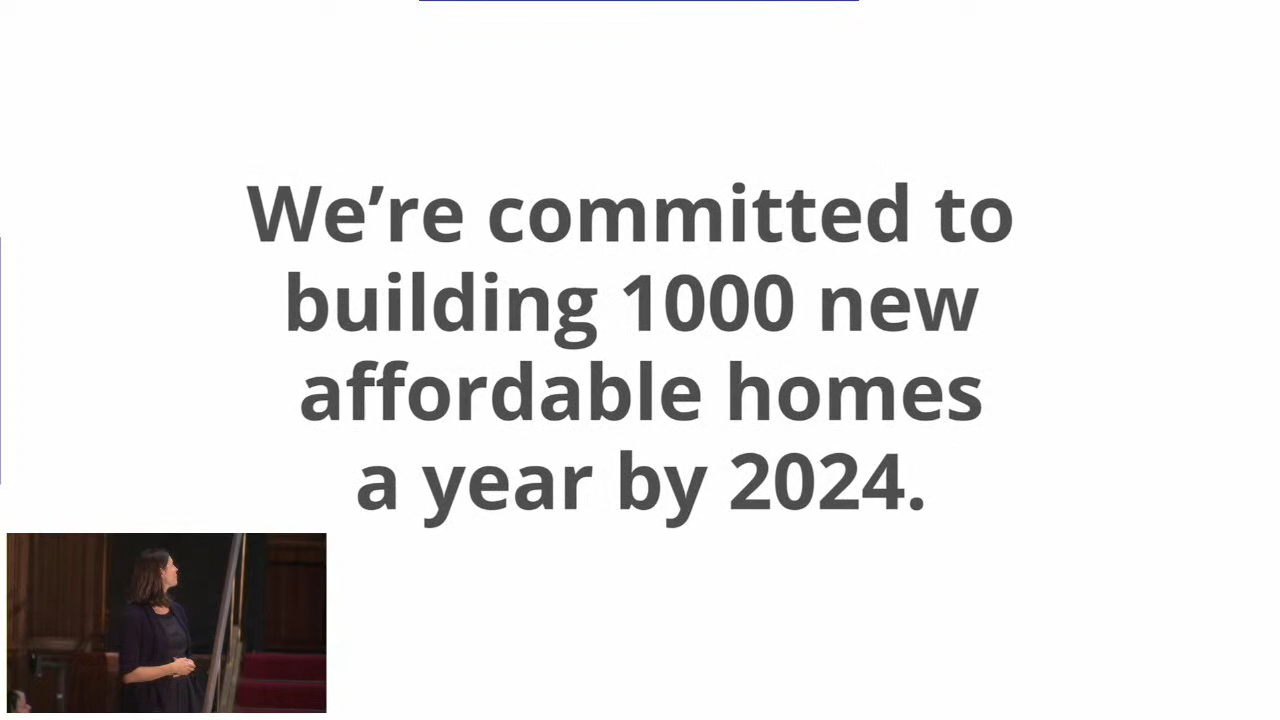 We’re committed to
building 1000 new
affordable homes
a year by 2024.